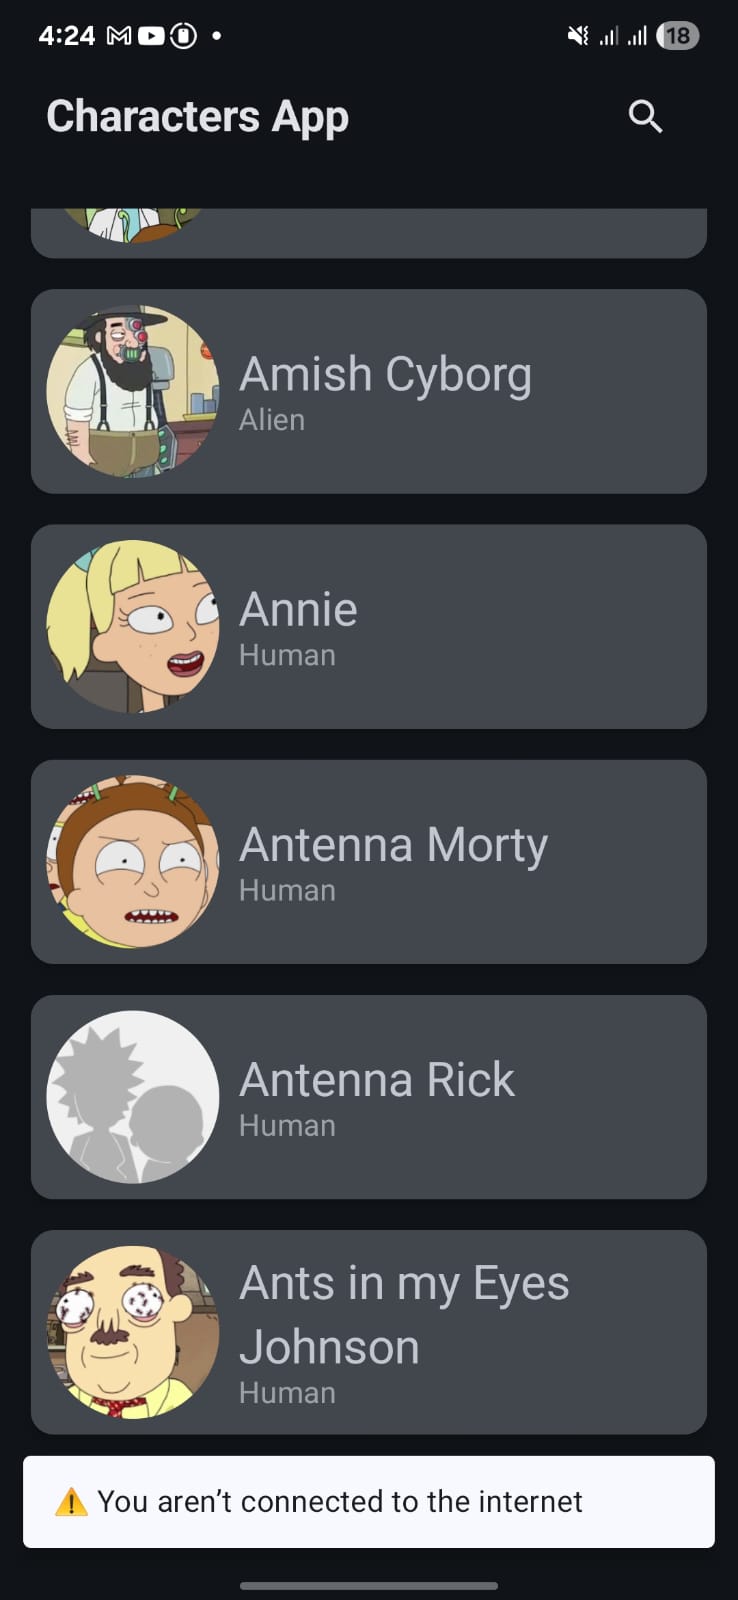 4:24
18
Characters App
Amish Cyborg
Alien
Annie
Human
Antenna Morty
Human
Antenna Rick
Human
Ants in my Eyes
Johnson
Human
⚠️ You aren’t connected to the internet